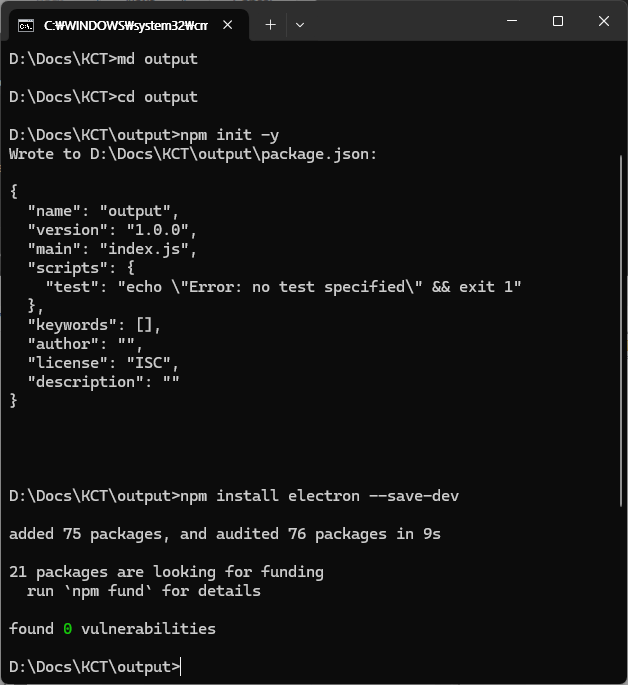 C:₩WINDOWS₩system32₩cm
D:\Docs\KCT>md output
D:\Docs\KCT>cd output
D:\Docs\KCT\output>npm init -y
Wrote to D:\Docs\KCT\output\package.json:
{
"name": "output",
"version": "1.0.0",
"main": "index.js",
"scripts": {
"test": "echo \"Error: no test specified\" && exit 1"
},
"keywords": [],
"author": "",
"license": "ISC",
"description": ""
}
D:\Docs\KCT\output>npm install electron --save-dev
added 75 packages, and audited 76 packages in 9s
21 packages are looking for funding
run `npm fund` for details
found 0 vulnerabilities
D:\Docs\KCT\output>